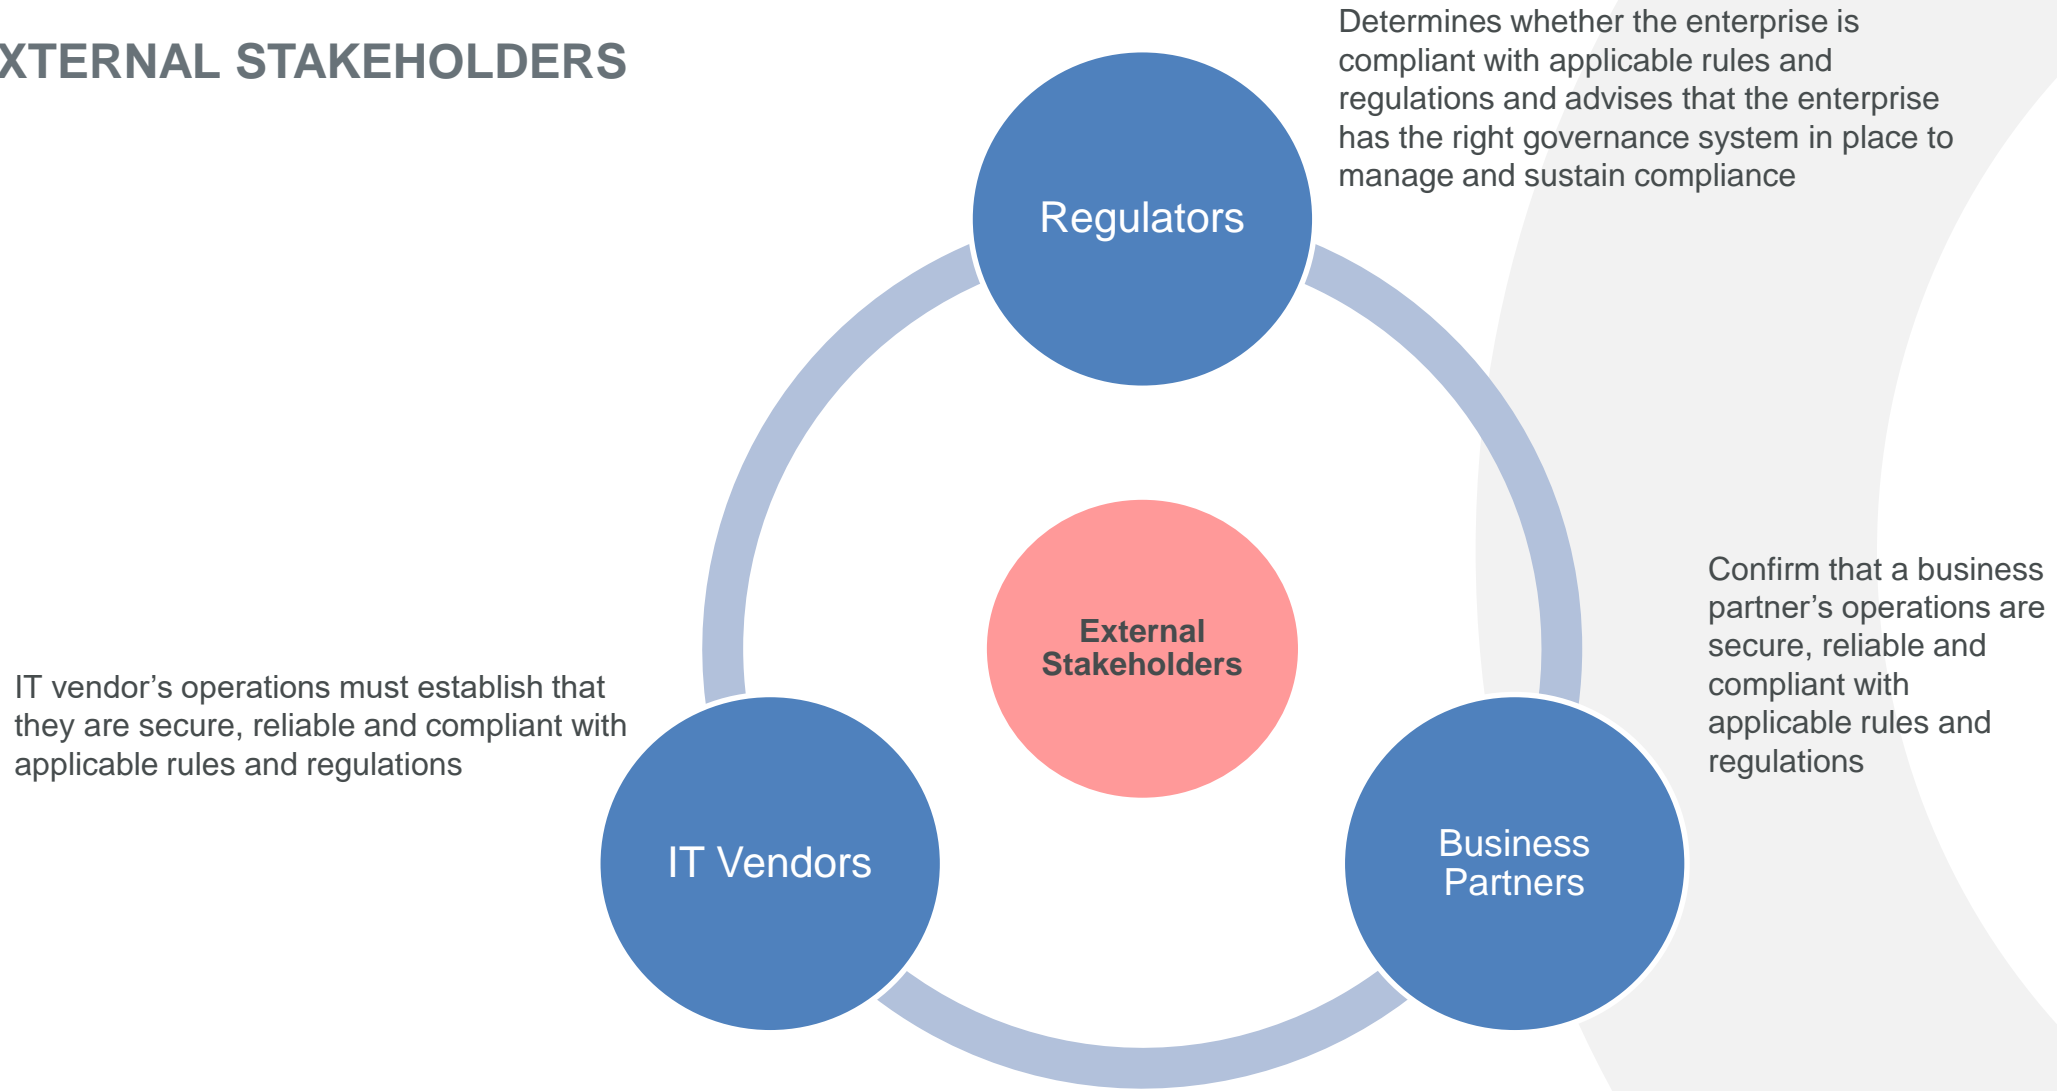 XTERNAL STAKEHOLDERS
Determines whether the enterprise is
compliant with applicable rules and
regulations and advises that the enterprise
has the right governance system in place to
manage and sustain compliance
Regulators
External
Stakeholders
Confirm that a business
partner’s operations are
secure, reliable and
compliant with
applicable rules and
regulations
IT vendor’s operations must establish that
they are secure, reliable and compliant with
applicable rules and regulations
IT Vendors
Business
Partners